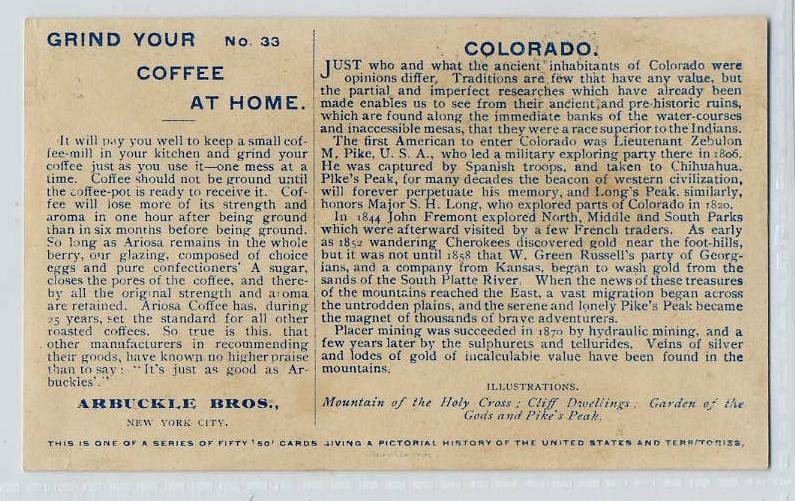 GRIND YOUR No. 33
COFFEE
AT HOME.
It will pay you well to keep a small cof-
fee-mill in your kitchen and grind your
coffee just as you use it—one mess at a
time. Coffee should not be ground until
the coffee-pot is ready to receive it. Cof-
fee will lose more of its strength and
aroma in one hour after being ground
than in six months before being ground.
So long as Ariosa remains in the whole
berry, our glazing, composed of choice
eggs and pure confectioners' A sugar,
closes the pores of the coffee, and there-
by all the original strength and aroma
are retained. Ariosa Coffee has, during
25 years, set the standard for all other
roasted coffees. So true is this, that
other manufacturers in recommending
their goods, have known no higher praise
than to say: "It's just as good as Ar-
buckles'."
ARBUCKLE BROS.,
NEW YORK CITY.
COLORADO.
JUST who and what the ancient inhabitants of Colorado were
opinions differ. Traditions are few that have any value, but
the partial and imperfect researches which have already been
made enables us to see from their ancient and pre-historic ruins,
which are found along the immediate banks of the water-courses
and inaccessible mesas, that they were a race superior to the Indians.
The first American to enter Colorado was Lieutenant Zebulon
M. Pike, U. S. A., who led a military exploring party there in 1806.
He was captured by Spanish troops, and taken to Chihuahua.
Pike's Peak, for many decades the beacon of western civilization,
will forever perpetuate his memory, and Long's Peak, similarly,
honors Major S. H. Long, who explored parts of Colorado in 1820.
In 1844 John Fremont explored North, Middle and South Parks
which were afterward visited by a few French traders. As early
as 1852 wandering Cherokees discovered gold near the foot-hills,
but it was not until 1858 that W. Green Russell's party of Georg-
ians, and a company from Kansas, began to wash gold from the
sands of the South Platte River. When the news of these treasures
of the mountains reached the East, a vast migration began across
the untrodden plains, and the serene and lonely Pike's Peak became
the magnet of thousands of brave adventurers.
Placer mining was succeeded in 1870 by hydraulic mining, and a
few years later by the sulphurets and tellurides. Veins of silver
and lodes of gold of incalculable value have been found in the
mountains.
ILLUSTRATIONS.
Mountain of the Holy Cross; Cliff Dwellings; Garden of the
Gods and Pike's Peak.
THIS IS ONE OF A SERIES OF FIFTY (50) CARDS GIVING A PICTORIAL HISTORY OF THE UNITED STATES AND TERRITORIES,